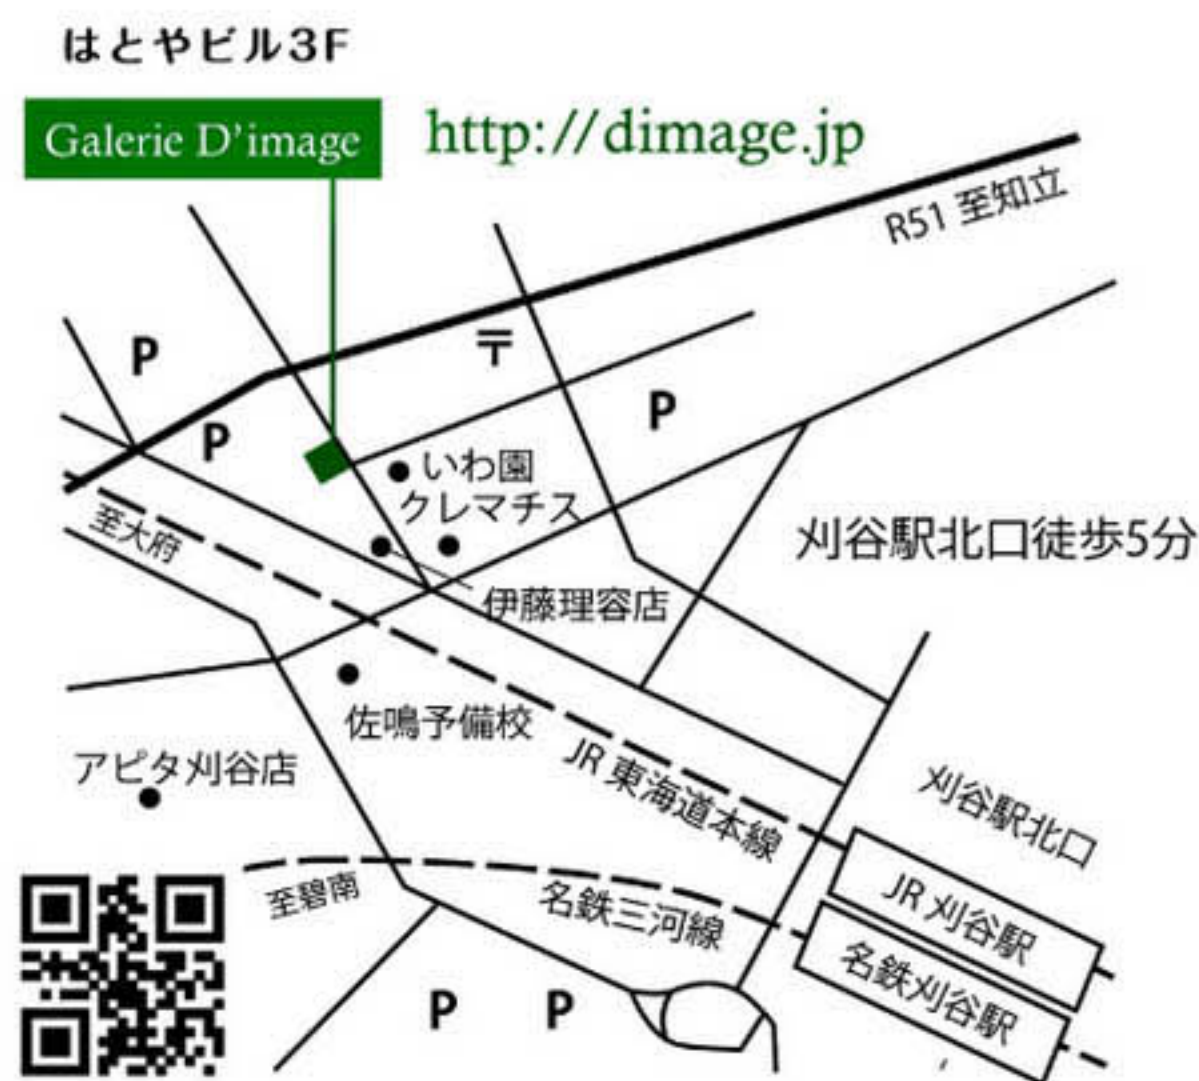 はとやビル3F
Galerie D'image
http://dimage.jp
R51 至知立
P
〒
P
P
いわ園
クレマチス
至大府
刈谷駅北口徒歩5分
伊藤理容店
佐鳴予備校
アピタ刈谷店
JR 東海道本線
刈谷駅北口
至碧南
名鉄三河線
JR 刈谷駅
名鉄刈谷駅
P
P